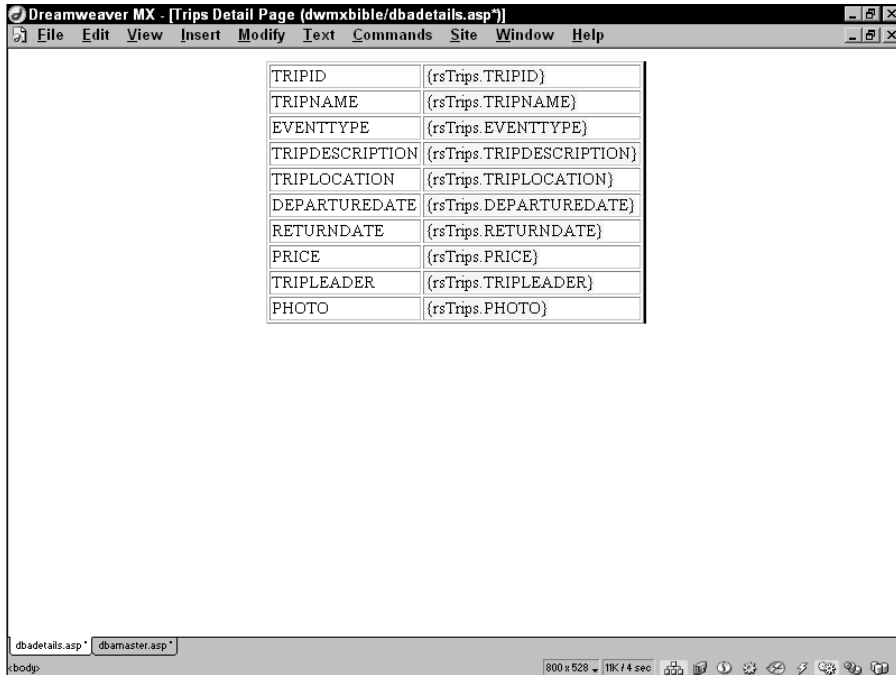 Dreamweaver MX - [Trips Detail Page (dwmxbible/dbadetails.asp*)]
File Edit View Insert Modify Text Commands Site Window Help
TRIPID {rsTrips.TRIPID}
TRIPNAME {rsTrips.TRIPNAME}
EVENTTYPE {rsTrips.EVENTTYPE}
TRIPDESCRIPTION {rsTrips.TRIPDESCRIPTION}
TRIPLOCATION {rsTrips.TRIPLOCATION}
DEPARTUREDATE {rsTrips.DEPARTUREDATE}
RETURNDATE {rsTrips.RETURNDATE}
PRICE {rsTrips.PRICE}
TRIPLEADER {rsTrips.TRIPLEADER}
PHOTO {rsTrips.PHOTO}
dbadetails.asp* dbamaster.asp*
<body> 800 x 528 11K / 4 sec